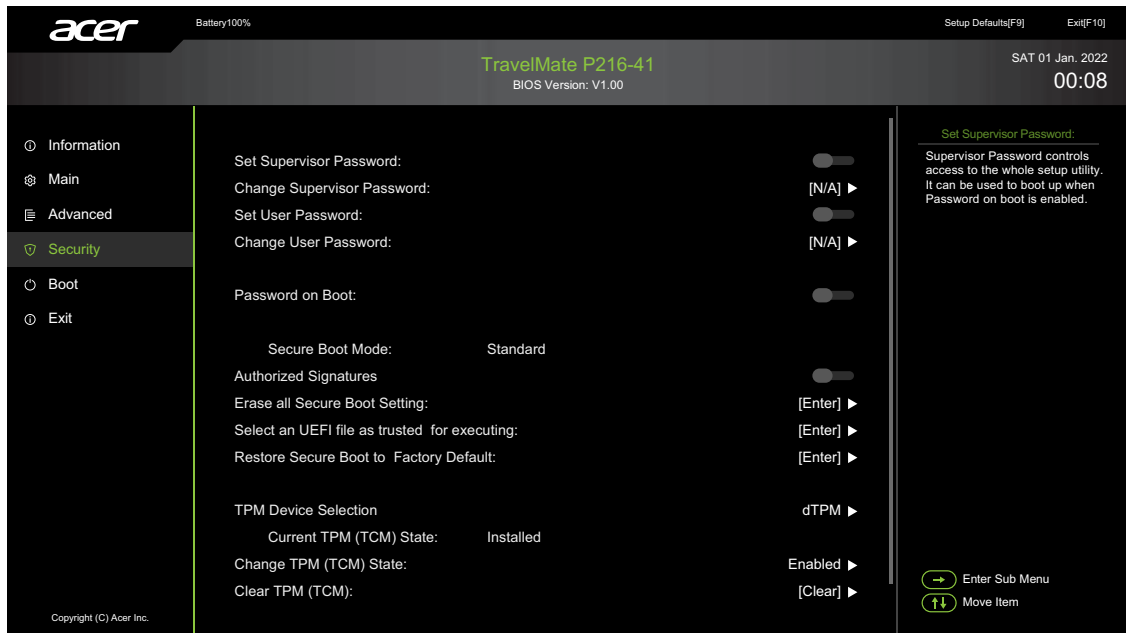 acer
Battery100%
Setup Defaults[F9] Exit[F10]
TravelMate P216-41
BIOS Version: V1.00
SAT 01 Jan. 2022
00:08
Information
Main
Advanced
Security
Boot
Exit
Set Supervisor Password:
Change Supervisor Password: [N/A]
Set User Password:
Change User Password: [N/A]
Password on Boot:
Secure Boot Mode: Standard
Authorized Signatures
Erase all Secure Boot Setting: [Enter]
Select an UEFI file as trusted for executing: [Enter]
Restore Secure Boot to Factory Default: [Enter]
TPM Device Selection dTPM
Current TPM (TCM) State: Installed
Change TPM (TCM) State: Enabled
Clear TPM (TCM): [Clear]
Set Supervisor Password:
Supervisor Password controls
access to the whole setup utility.
It can be used to boot up when
Password on boot is enabled.
Enter Sub Menu
Move Item
Copyright (C) Acer Inc.